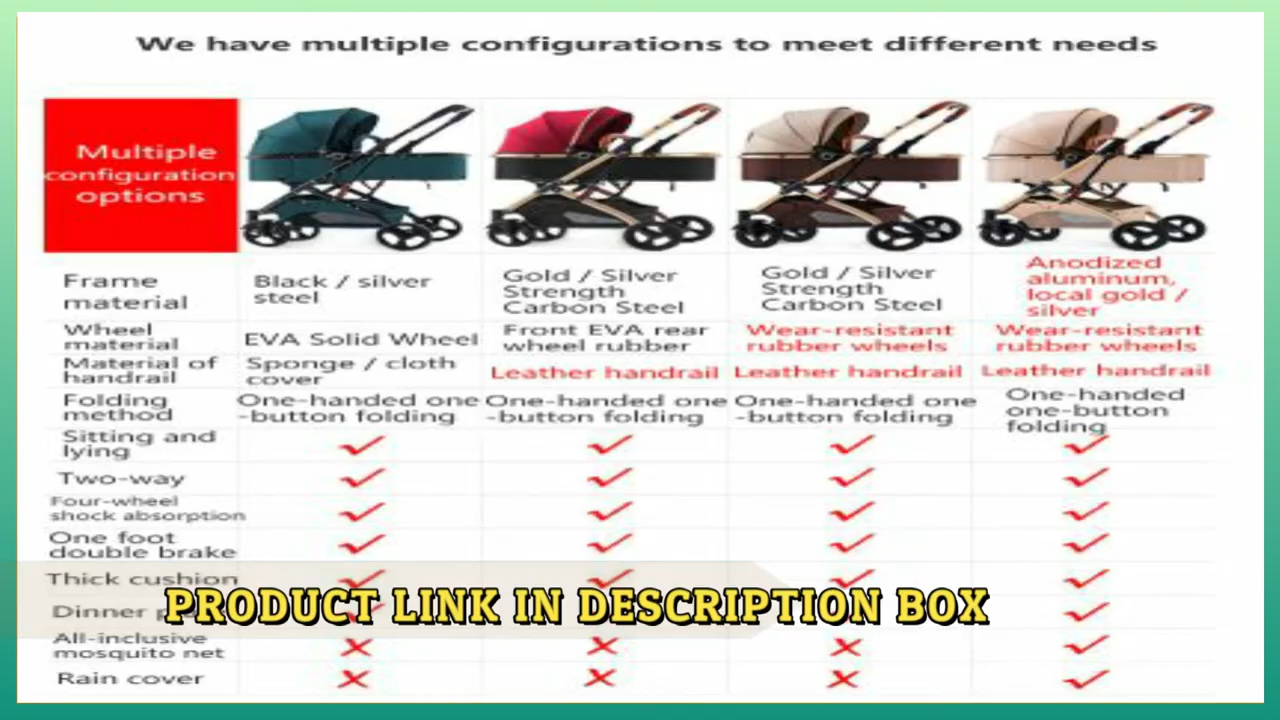 We have multiple configurations to meet different needs
Multiple
configuration
options
Frame
material
Black / silver
steel
Gold / Silver
Strength
Carbon Steel
Gold / Silver
Strength
Carbon Steel
Anodized
aluminum,
local gold /
silver
Wheel
material
EVA Solid Wheel
Front EVA rear
wheel rubber
Wear-resistant
rubber wheels
Wear-resistant
rubber wheels
Material of
handrail
Sponge / cloth
cover
Leather handrail
Leather handrail
Leather handrail
Folding
method
One-handed one
-button folding
One-handed one
-button folding
One-handed one
-button folding
One-handed
one-button
folding
Sitting and
lying
Two-way
Four-wheel
shock absorption
One foot
double brake
Thick cushion
Dinner
PRODUCT LINK IN DESCRIPTION BOX
All-inclusive
mosquito net
Rain cover